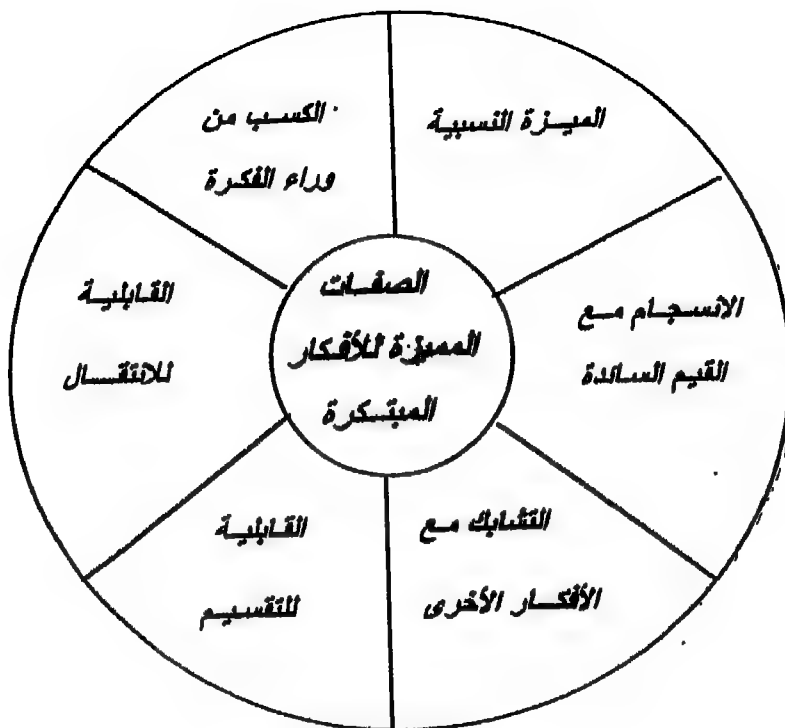 الصفات
المميزة للأفكار
المبتكرة
الميزة النسبية
الانسجام مع
القيم السائدة
التشابك مع
الأفكار الأخرى
القابلية
للتقسيم
القابلية
للانتقال
الكسب من
وراء الفكرة